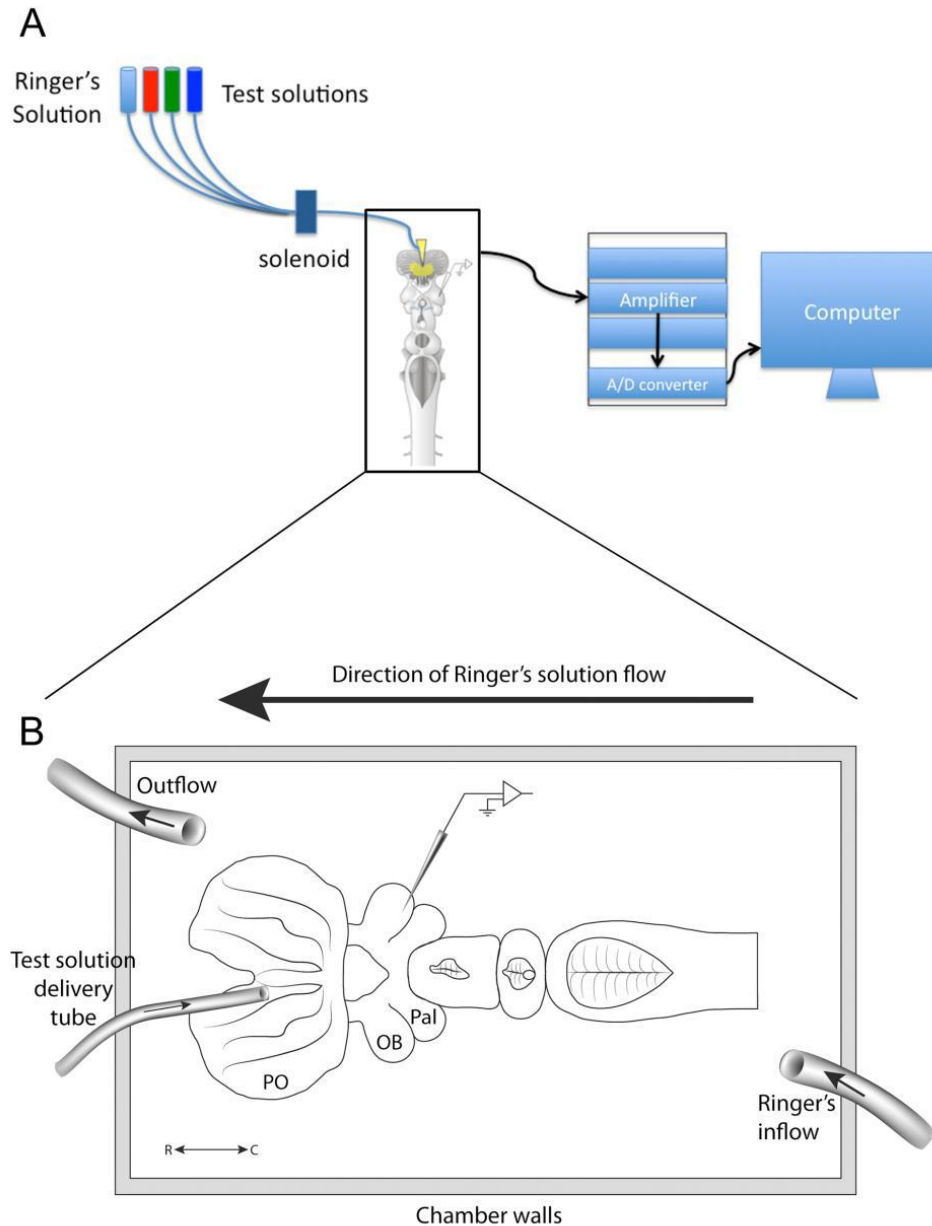 A
Ringer's
Solution
Test solutions
solenoid
Amplifier
A/D converter
Computer
Direction of Ringer's solution flow
B
Outflow
Test solution
delivery
tube
Pal
OB
PO
Ringer's
inflow
R
C
Chamber walls